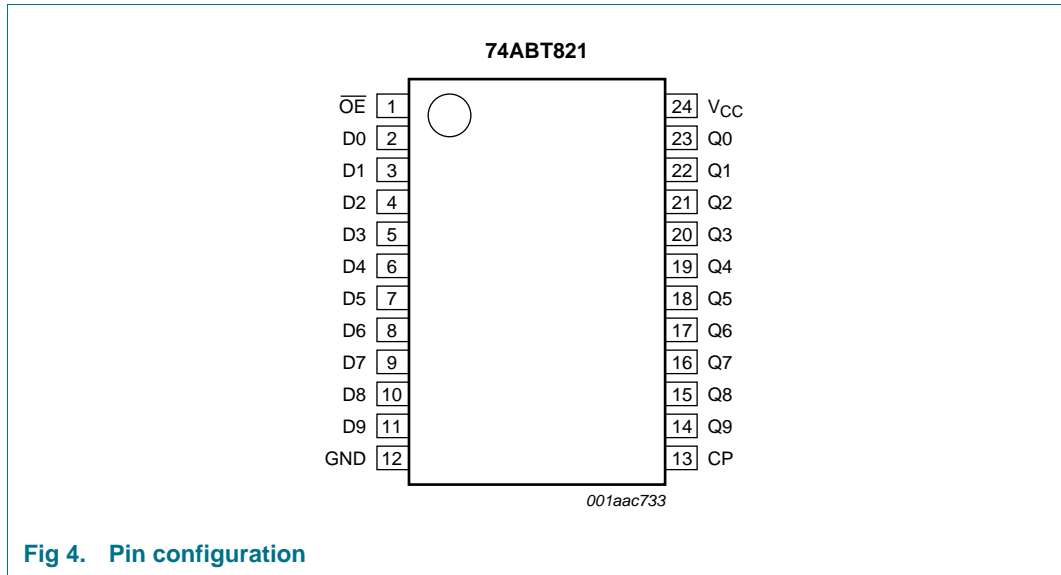 74ABT821
OE 1 24 VCC
D0 2 23 Q0
D1 3 22 Q1
D2 4 21 Q2
D3 5 20 Q3
D4 6 19 Q4
D5 7 18 Q5
D6 8 17 Q6
D7 9 16 Q7
D8 10 15 Q8
D9 11 14 Q9
GND 12 13 CP
001aac733
Fig 4. Pin configuration